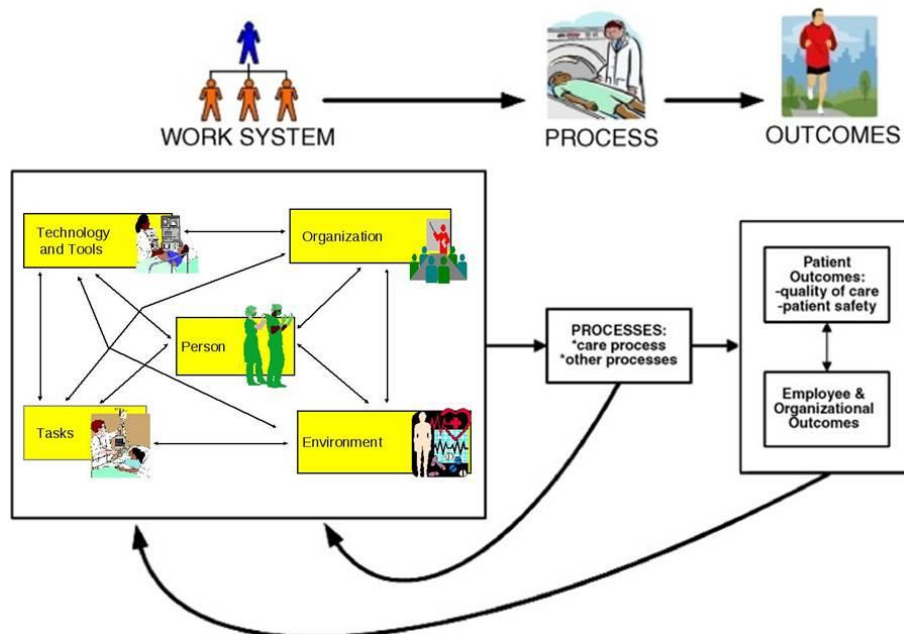 WORK SYSTEM
PROCESS
OUTCOMES
Technology
and Tools
Organization
Person
Tasks
Environment
PROCESSES:
*care process
*other processes
Patient
Outcomes:
-quality of care
-patient safety
Employee &
Organizational
Outcomes